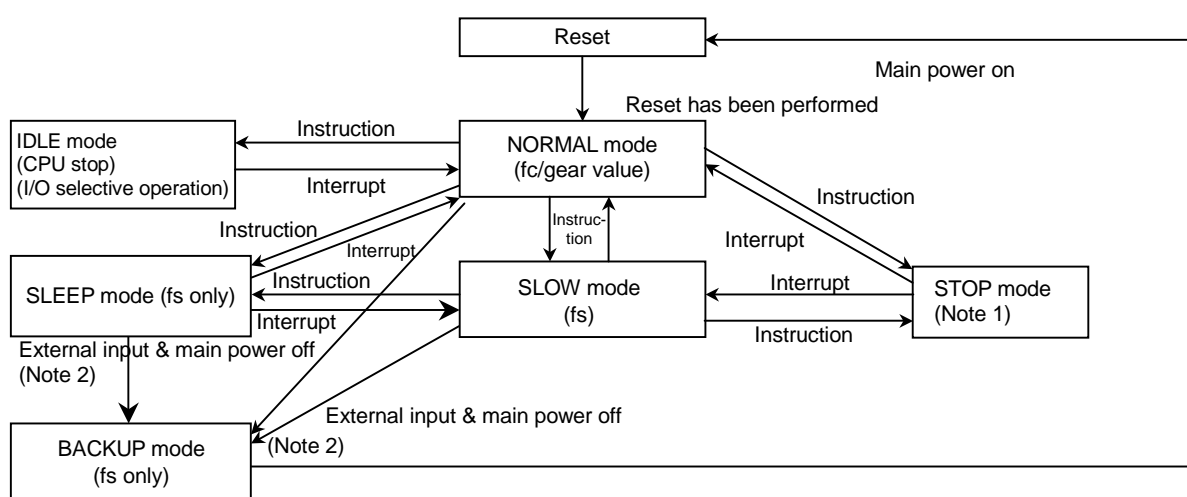 Reset
Main power on
Reset has been performed
IDLE mode
(CPU stop)
(I/O selective operation)
Instruction
Interrupt
NORMAL mode
(fc/gear value)
Instruction
Interrupt
Instruc-
tion
Instruction
Interrupt
SLEEP mode (fs only)
Instruction
Interrupt
SLOW mode
(fs)
Interrupt
Instruction
STOP mode
(Note 1)
External input & main power off
(Note 2)
External input & main power off
(Note 2)
BACKUP mode
(fs only)